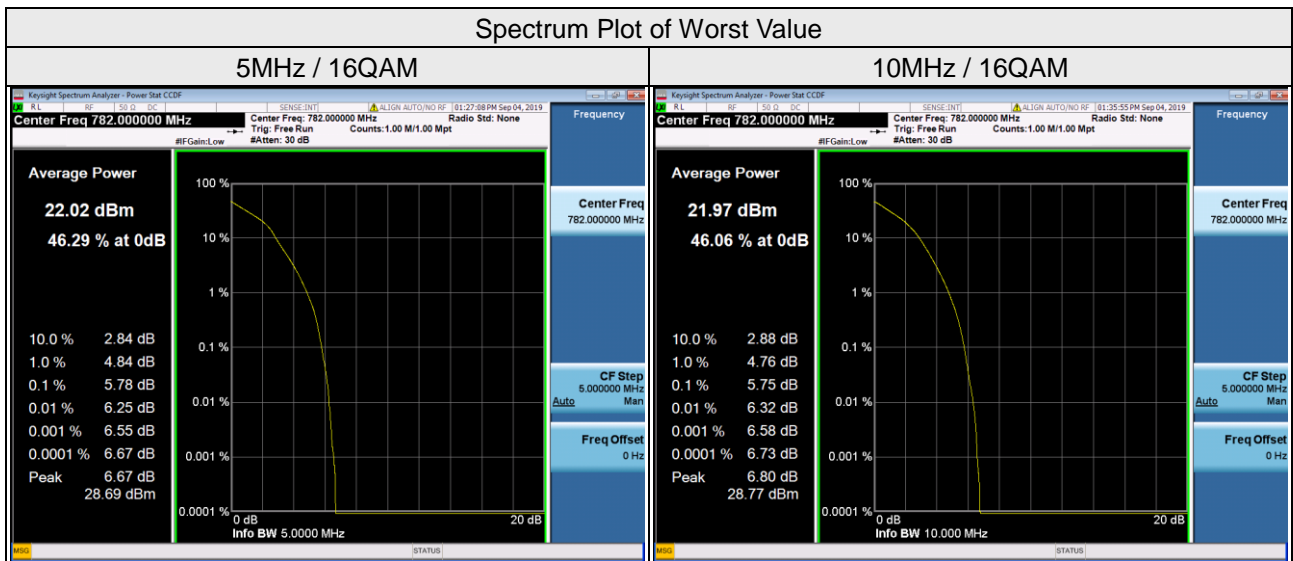 Spectrum Plot of Worst Value
5MHz / 16QAM
10MHz / 16QAM
Keysight Spectrum Analyzer - Power Stat CCDF
RL RF 50 Ω DC SENSE:INT ALIGN AUTO/NO RF 01:27:08 PM Sep 04, 2019
Center Freq 782.000000 MHz
Center Freq: 782.000000 MHz Radio Std: None
Trig: Free Run Counts:1.00 M/1.00 Mpt
#IFGain:Low #Atten: 30 dB
Frequency
Average Power
22.02 dBm
46.29 % at 0dB
10.0 % 2.84 dB
1.0 % 4.84 dB
0.1 % 5.78 dB
0.01 % 6.25 dB
0.001 % 6.55 dB
0.0001 % 6.67 dB
Peak 6.67 dB
28.69 dBm
100 %
10 %
1 %
0.1 %
0.01 %
0.001 %
0.0001 %
0 dB 20 dB
Info BW 5.0000 MHz
Center Freq
782.000000 MHz
CF Step
5.000000 MHz
Auto Man
Freq Offset
0 Hz
MSG STATUS
Keysight Spectrum Analyzer - Power Stat CCDF
RL RF 50 Ω DC SENSE:INT ALIGN AUTO/NO RF 01:35:55 PM Sep 04, 2019
Center Freq 782.000000 MHz
Center Freq: 782.000000 MHz Radio Std: None
Trig: Free Run Counts:1.00 M/1.00 Mpt
#IFGain:Low #Atten: 30 dB
Frequency
Average Power
21.97 dBm
46.06 % at 0dB
10.0 % 2.88 dB
1.0 % 4.76 dB
0.1 % 5.75 dB
0.01 % 6.32 dB
0.001 % 6.58 dB
0.0001 % 6.73 dB
Peak 6.80 dB
28.77 dBm
100 %
10 %
1 %
0.1 %
0.01 %
0.001 %
0.0001 %
0 dB 20 dB
Info BW 10.000 MHz
Center Freq
782.000000 MHz
CF Step
5.000000 MHz
Auto Man
Freq Offset
0 Hz
MSG STATUS